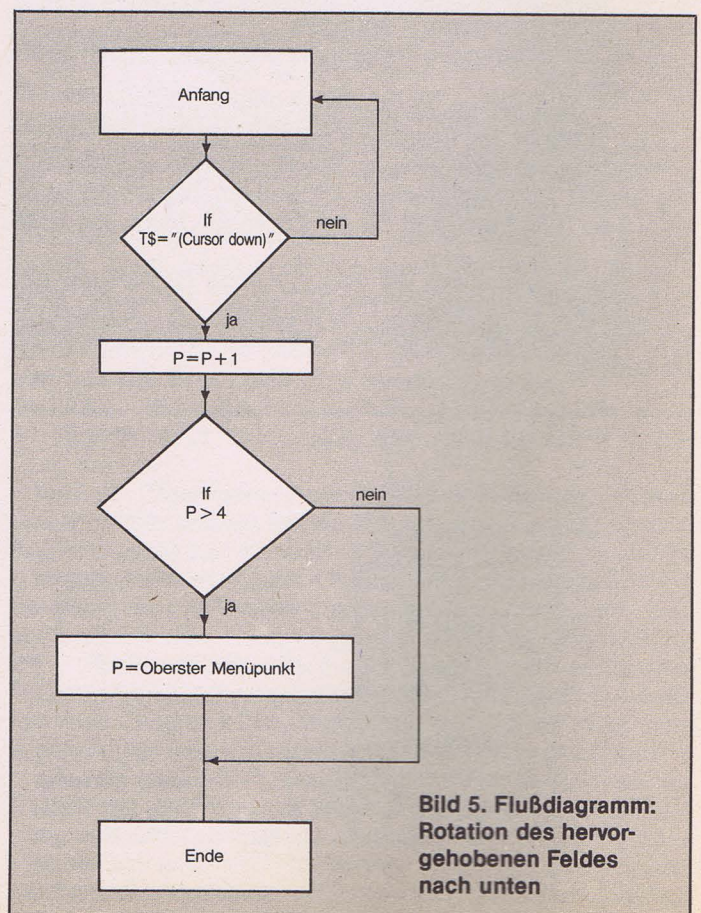 Anfang
If
T$="(Cursor down)"
nein
ja
P=P+1
If
P > 4
nein
ja
P=Oberster Menüpunkt
Ende
Bild 5. Flußdiagramm:
Rotation des hervor-
gehobenen Feldes
nach unten